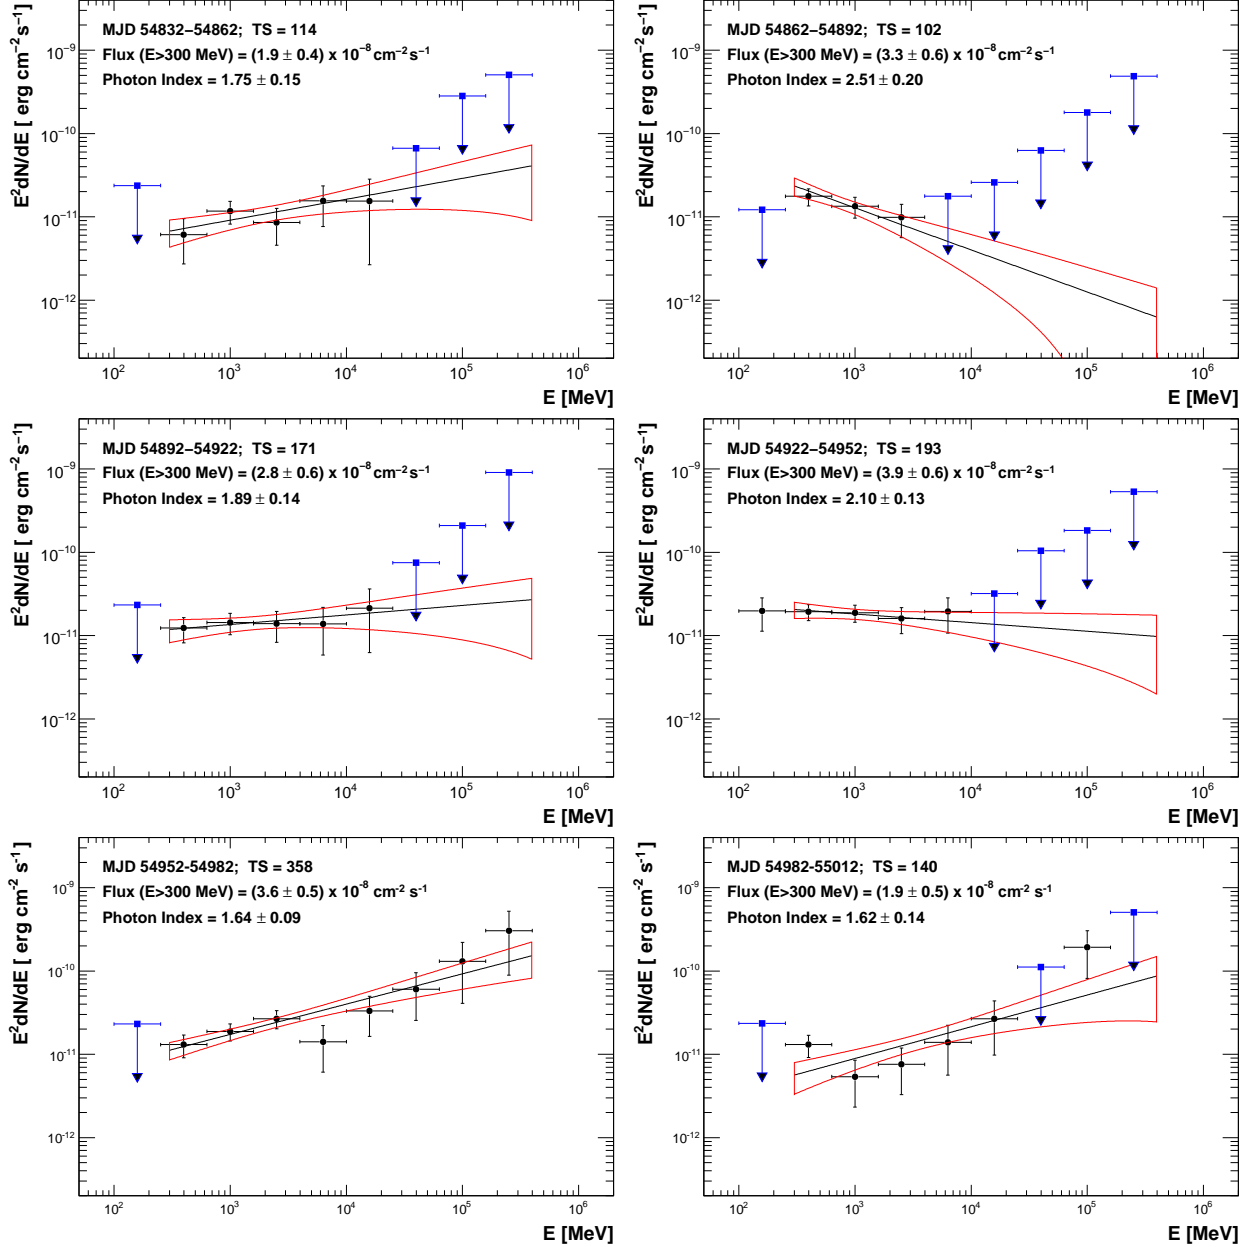 MJD 54832−54862; TS = 114
Flux (E>300 MeV) = (1.9 ± 0.4) x 10⁻⁸ cm⁻² s⁻¹
Photon Index = 1.75 ± 0.15
E²dN/dE [ erg cm⁻² s⁻¹]
10⁻⁹
10⁻¹⁰
10⁻¹¹
10⁻¹²
10² 10³ 10⁴ 10⁵ 10⁶
E [MeV]
MJD 54862−54892; TS = 102
Flux (E>300 MeV) = (3.3 ± 0.6) x 10⁻⁸ cm⁻² s⁻¹
Photon Index = 2.51 ± 0.20
E²dN/dE [ erg cm⁻² s⁻¹]
10⁻⁹
10⁻¹⁰
10⁻¹¹
10⁻¹²
10² 10³ 10⁴ 10⁵ 10⁶
E [MeV]
MJD 54892−54922; TS = 171
Flux (E>300 MeV) = (2.8 ± 0.6) x 10⁻⁸ cm⁻² s⁻¹
Photon Index = 1.89 ± 0.14
E²dN/dE [ erg cm⁻² s⁻¹]
10⁻⁹
10⁻¹⁰
10⁻¹¹
10⁻¹²
10² 10³ 10⁴ 10⁵ 10⁶
E [MeV]
MJD 54922−54952; TS = 193
Flux (E>300 MeV) = (3.9 ± 0.6) x 10⁻⁸ cm⁻² s⁻¹
Photon Index = 2.10 ± 0.13
E²dN/dE [ erg cm⁻² s⁻¹]
10⁻⁹
10⁻¹⁰
10⁻¹¹
10⁻¹²
10² 10³ 10⁴ 10⁵ 10⁶
E [MeV]
MJD 54952-54982; TS = 358
Flux (E>300 MeV) = (3.6 ± 0.5) x 10⁻⁸ cm⁻² s⁻¹
Photon Index = 1.64 ± 0.09
E²dN/dE [ erg cm⁻² s⁻¹]
10⁻⁹
10⁻¹⁰
10⁻¹¹
10⁻¹²
10² 10³ 10⁴ 10⁵ 10⁶
E [MeV]
MJD 54982-55012; TS = 140
Flux (E>300 MeV) = (1.9 ± 0.5) x 10⁻⁸ cm⁻² s⁻¹
Photon Index = 1.62 ± 0.14
E²dN/dE [ erg cm⁻² s⁻¹]
10⁻⁹
10⁻¹⁰
10⁻¹¹
10⁻¹²
10² 10³ 10⁴ 10⁵ 10⁶
E [MeV]